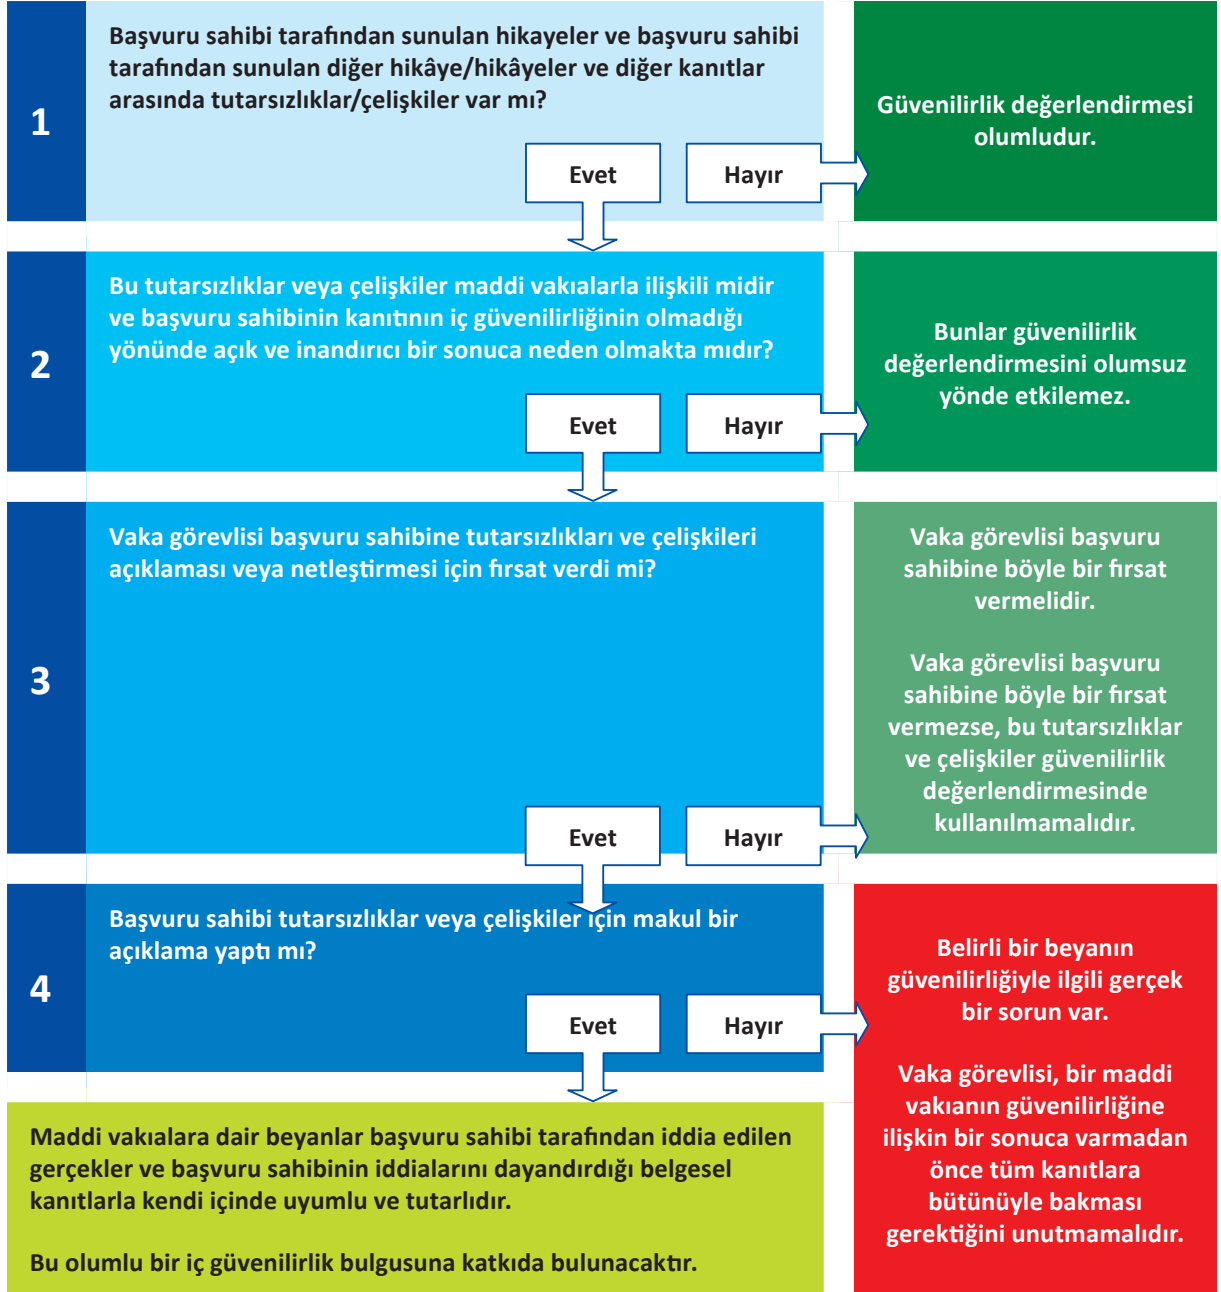 1
Başvuru sahibi tarafından sunulan hikayeler ve başvuru sahibi
tarafından sunulan diğer hikâye/hikâyeler ve diğer kanıtlar
arasında tutarsızlıklar/çelişkiler var mı?
Evet
Hayır
Güvenilirlik değerlendirmesi
olumludur.
2
Bu tutarsızlıklar veya çelişkiler maddi vakıalarla ilişkili midir
ve başvuru sahibinin kanıtının iç güvenilirliğinin olmadığı
yönünde açık ve inandırıcı bir sonuca neden olmakta mıdır?
Evet
Hayır
Bunlar güvenilirlik
değerlendirmesini olumsuz
yönde etkilemez.
3
Vaka görevlisi başvuru sahibine tutarsızlıkları ve çelişkileri
açıklaması veya netleştirmesi için fırsat verdi mi?
Evet
Hayır
Vaka görevlisi başvuru
sahibine böyle bir fırsat
vermelidir.
Vaka görevlisi başvuru
sahibine böyle bir fırsat
vermezse, bu tutarsızlıklar
ve çelişkiler güvenilirlik
değerlendirmesinde
kullanılmamalıdır.
4
Başvuru sahibi tutarsızlıklar veya çelişkiler için makul bir
açıklama yaptı mı?
Evet
Hayır
Belirli bir beyanın
güvenilirliğiyle ilgili gerçek
bir sorun var.
Vaka görevlisi, bir maddi
vakıanın güvenilirliğine
ilişkin bir sonuca varmadan
önce tüm kanıtlara
bütünüyle bakması
gerektiğini unutmamalıdır.
Maddi vakıalara dair beyanlar başvuru sahibi tarafından iddia edilen
gerçekler ve başvuru sahibinin iddialarını dayandırdığı belgesel
kanıtlarla kendi içinde uyumlu ve tutarlıdır.
Bu olumlu bir iç güvenilirlik bulgusuna katkıda bulunacaktır.